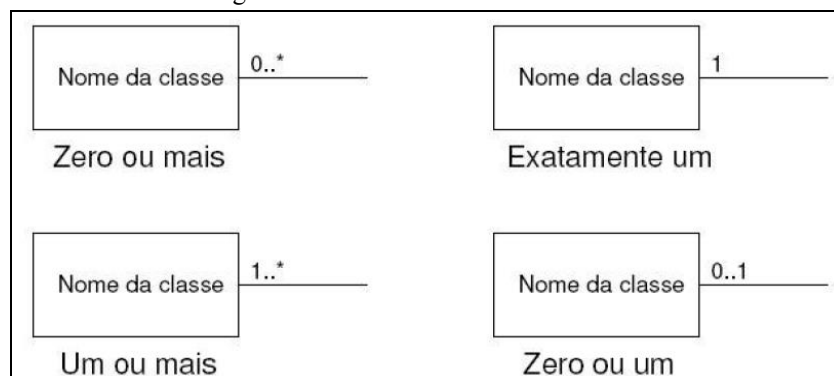 Nome da classe 0..*
Zero ou mais
Nome da classe 1
Exatamente um
Nome da classe 1..*
Um ou mais
Nome da classe 0..1
Zero ou um